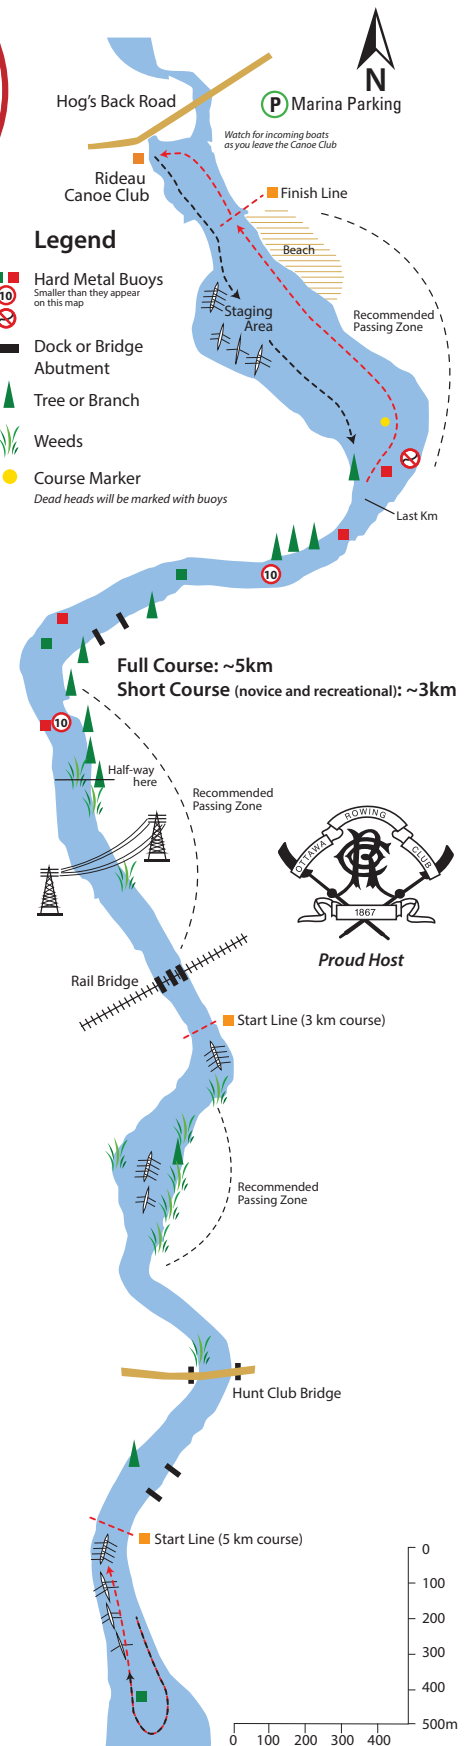 N
Hog's Back Road
P Marina Parking
Watch for incoming boats
as you leave the Canoe Club
Rideau
Canoe Club
Finish Line
Legend
Beach
Hard Metal Buoys
Smaller than they appear
on this map
10
Staging
Area
Recommended
Passing Zone
Dock or Bridge
Abutment
Tree or Branch
Weeds
Course Marker
Dead heads will be marked with buoys
Last Km
10
Full Course: ~5km
Short Course (novice and recreational): ~3km
10
Half-way
here
Recommended
Passing Zone
OTTAWA ROWING CLUB
1867
Proud Host
Rail Bridge
Start Line (3 km course)
Recommended
Passing Zone
Hunt Club Bridge
Start Line (5 km course)
0
100
200
300
400
500m
0 100 200 300 400